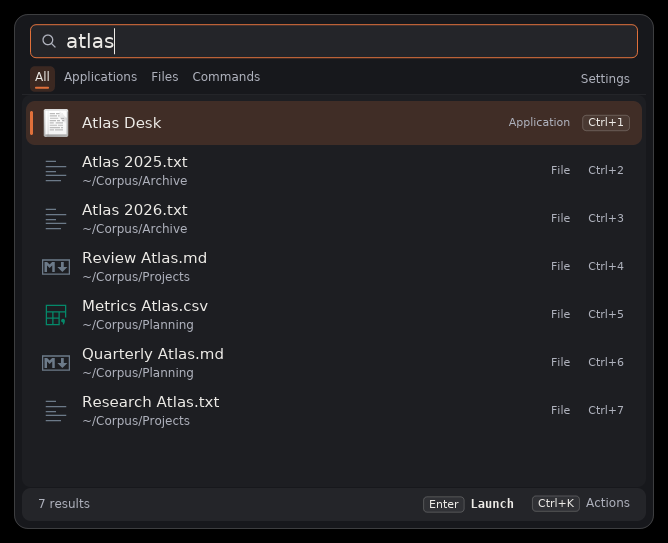 atlas
All Applications Files Commands Settings
Atlas Desk Application Ctrl+1
Atlas 2025.txt
~/Corpus/Archive File Ctrl+2
Atlas 2026.txt
~/Corpus/Archive File Ctrl+3
Review Atlas.md
~/Corpus/Projects File Ctrl+4
Metrics Atlas.csv
~/Corpus/Planning File Ctrl+5
Quarterly Atlas.md
~/Corpus/Planning File Ctrl+6
Research Atlas.txt
~/Corpus/Projects File Ctrl+7
7 results Enter Launch Ctrl+K Actions